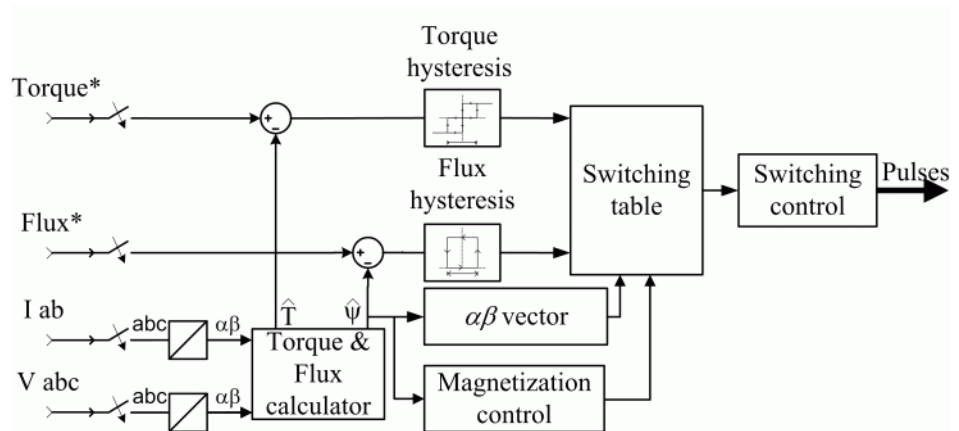 Torque
hysteresis
Torque*
Flux
hysteresis
Switching
table
Switching
control
Pulses
Flux*
I ab
abc
αβ
T̂
ψ̂
αβ vector
Torque &
Flux
calculator
V abc
abc
αβ
Magnetization
control